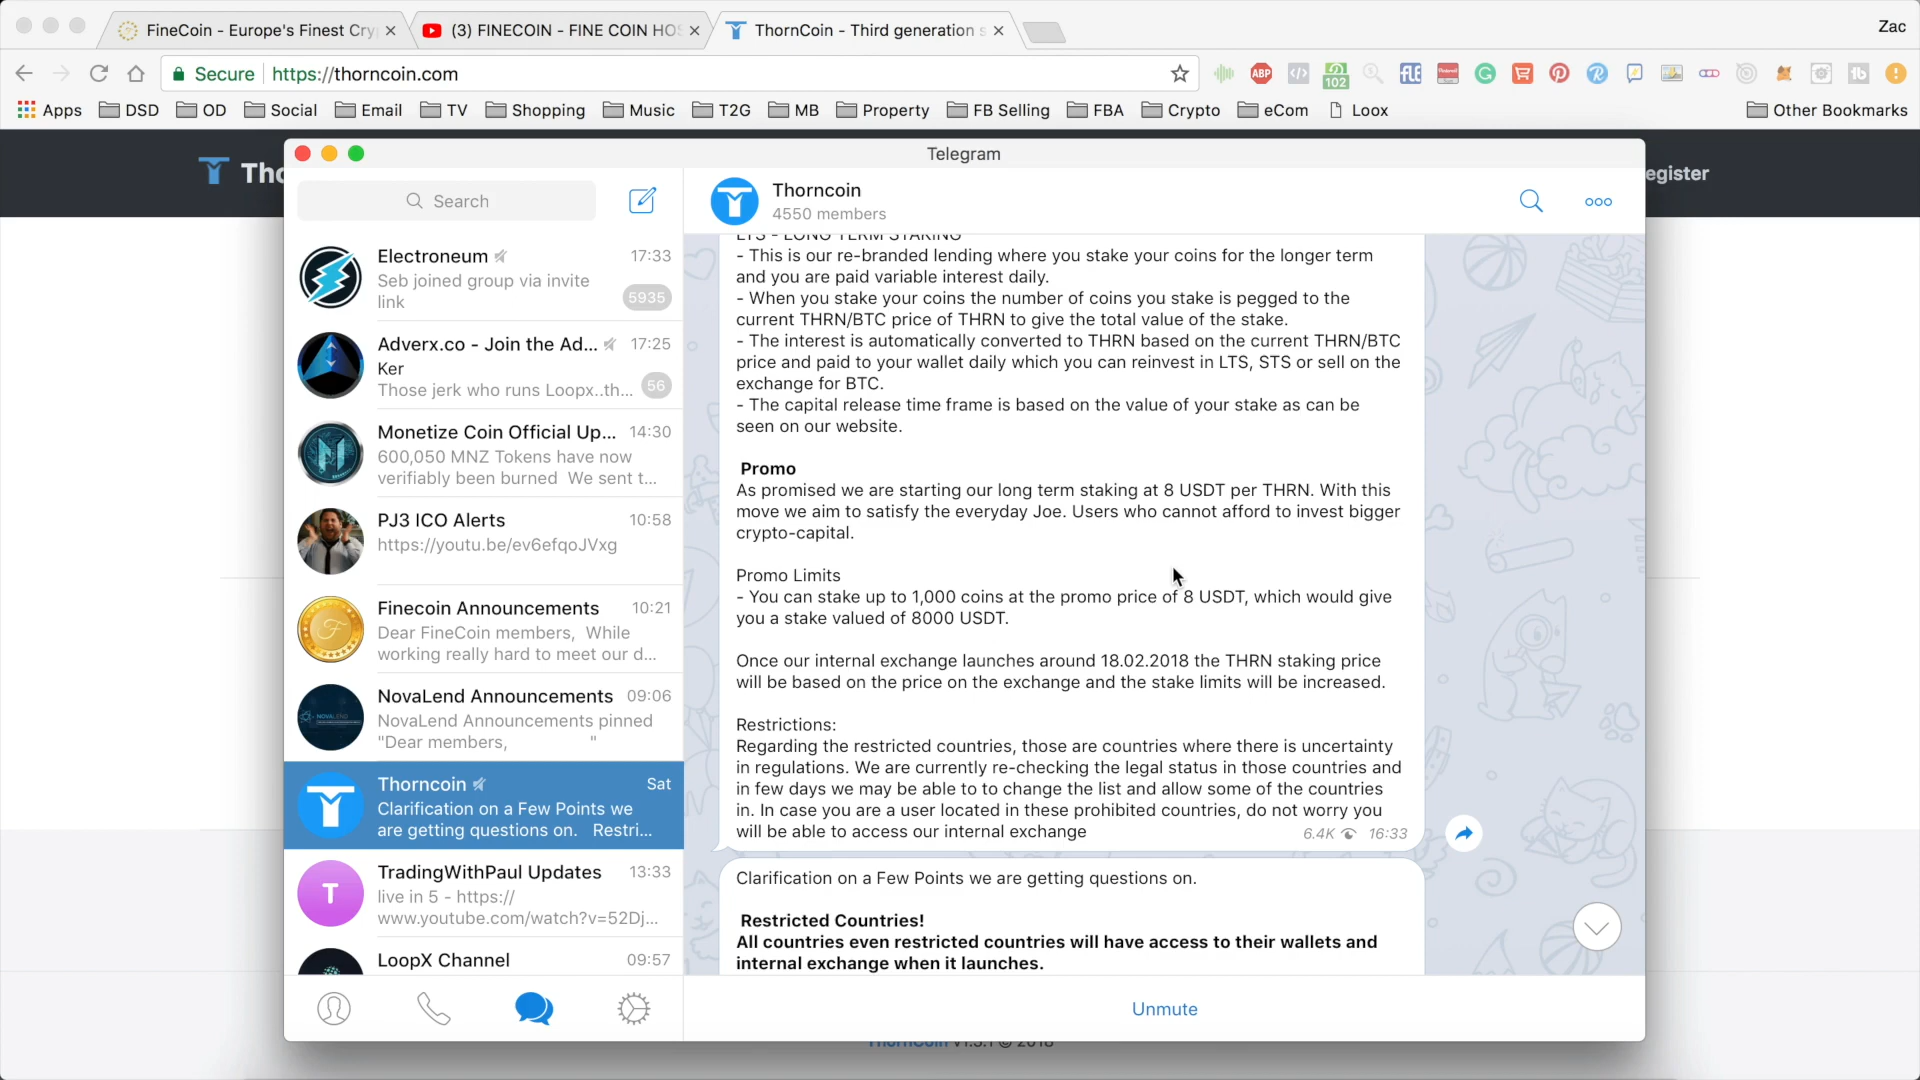 FineCoin - Europe's Finest Cry
(3) FINECOIN - FINE COIN HOS
ThornCoin - Third generation s
Zac
Secure
https://thorncoin.com
ABP
102
Apps
DSD
OD
Social
Email
TV
Shopping
Music
T2G
MB
Property
FB Selling
FBA
Crypto
eCom
Loox
Other Bookmarks
Tho
egister
Telegram
Search
Electroneum
17:33
Seb joined group via invite
link
5935
Adverx.co - Join the Ad...
17:25
Ker
Those jerk who runs Loopx..th...
56
Monetize Coin Official Up...
14:30
600,050 MNZ Tokens have now
verifiably been burned We sent t...
PJ3 ICO Alerts
10:58
https://youtu.be/ev6efqoJVxg
Finecoin Announcements
10:21
Dear FineCoin members, While
working really hard to meet our d...
NovaLend Announcements
09:06
NovaLend Announcements pinned
"Dear members, "
Thorncoin
Sat
Clarification on a Few Points we
are getting questions on. Restri...
T
TradingWithPaul Updates
13:33
live in 5 - https://
www.youtube.com/watch?v=52Dj...
LoopX Channel
09:57
Thorncoin
4550 members
LTS - LONG TERM STAKING
- This is our re-branded lending where you stake your coins for the longer term
and you are paid variable interest daily.
- When you stake your coins the number of coins you stake is pegged to the
current THRN/BTC price of THRN to give the total value of the stake.
- The interest is automatically converted to THRN based on the current THRN/BTC
price and paid to your wallet daily which you can reinvest in LTS, STS or sell on the
exchange for BTC.
- The capital release time frame is based on the value of your stake as can be
seen on our website.
Promo
As promised we are starting our long term staking at 8 USDT per THRN. With this
move we aim to satisfy the everyday Joe. Users who cannot afford to invest bigger
crypto-capital.
Promo Limits
- You can stake up to 1,000 coins at the promo price of 8 USDT, which would give
you a stake valued of 8000 USDT.
Once our internal exchange launches around 18.02.2018 the THRN staking price
will be based on the price on the exchange and the stake limits will be increased.
Restrictions:
Regarding the restricted countries, those are countries where there is uncertainty
in regulations. We are currently re-checking the legal status in those countries and
in few days we may be able to to change the list and allow some of the countries
in. In case you are a user located in these prohibited countries, do not worry you
will be able to access our internal exchange
6.4K
16:33
Clarification on a Few Points we are getting questions on.
Restricted Countries!
All countries even restricted countries will have access to their wallets and
internal exchange when it launches.
Unmute
ThornCoin v1.3.1 © 2018